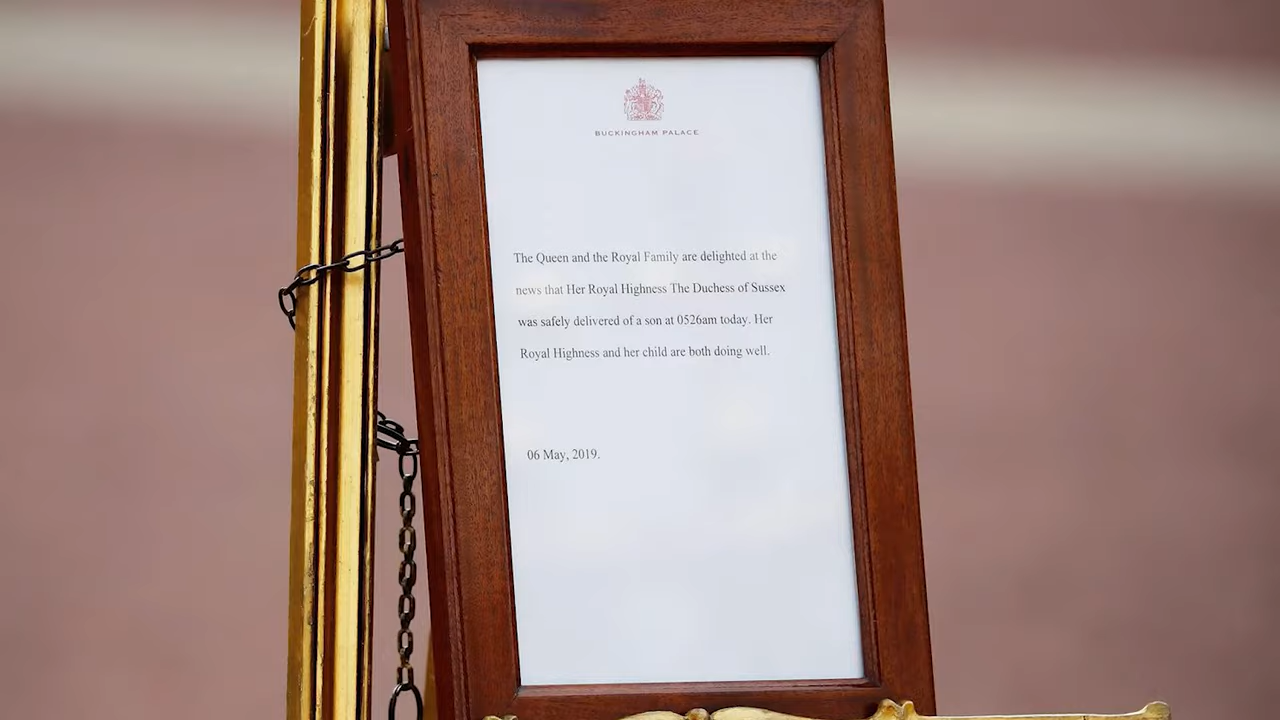 BUCKINGHAM PALACE
The Queen and the Royal Family are delighted at the
news that Her Royal Highness The Duchess of Sussex
was safely delivered of a son at 0526am today. Her
Royal Highness and her child are both doing well.
06 May, 2019.